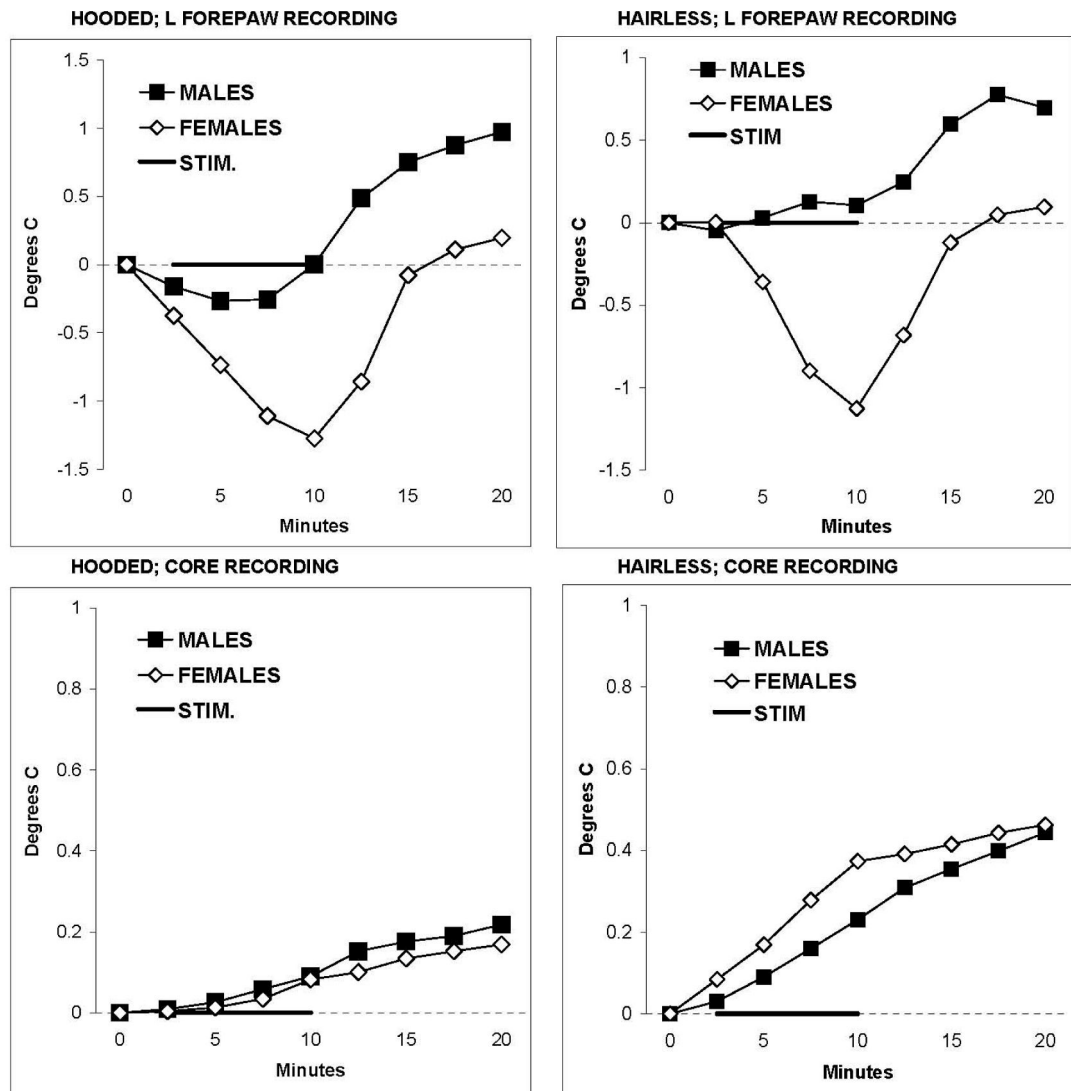 HOODED; L FOREPAW RECORDING
1.5
1
0.5
0
-0.5
-1
-1.5
Degrees C
MALES
FEMALES
STIM.
0 5 10 15 20
Minutes
HAIRLESS; L FOREPAW RECORDING
1
0.5
0
-0.5
-1
-1.5
Degrees C
MALES
FEMALES
STIM
0 5 10 15 20
Minutes
HOODED; CORE RECORDING
1
0.8
0.6
0.4
0.2
0
Degrees C
MALES
FEMALES
STIM.
0 5 10 15 20
Minutes
HAIRLESS; CORE RECORDING
1
0.8
0.6
0.4
0.2
0
Degrees C
MALES
FEMALES
STIM
0 5 10 15 20
Minutes